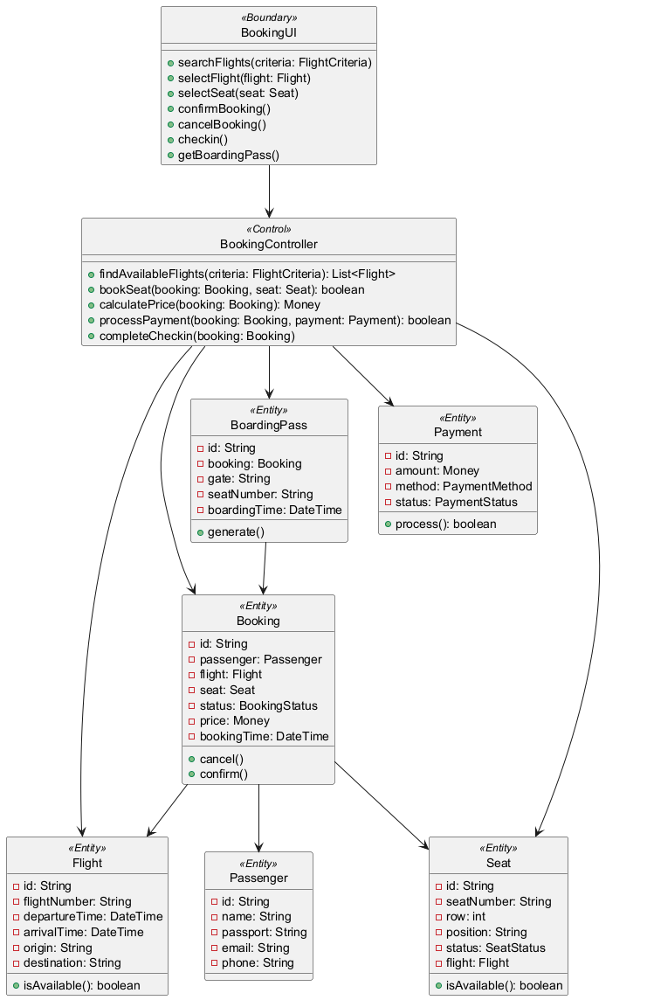 «Boundary»
BookingUI
searchFlights(criteria: FlightCriteria)
selectFlight(flight: Flight)
selectSeat(seat: Seat)
confirmBooking()
cancelBooking()
checkin()
getBoardingPass()
«Control»
BookingController
findAvailableFlights(criteria: FlightCriteria): List<Flight>
bookSeat(booking: Booking, seat: Seat): boolean
calculatePrice(booking: Booking): Money
processPayment(booking: Booking, payment: Payment): boolean
completeCheckin(booking: Booking)
«Entity»
BoardingPass
id: String
booking: Booking
gate: String
seatNumber: String
boardingTime: DateTime
generate()
«Entity»
Payment
id: String
amount: Money
method: PaymentMethod
status: PaymentStatus
process(): boolean
«Entity»
Booking
id: String
passenger: Passenger
flight: Flight
seat: Seat
status: BookingStatus
price: Money
bookingTime: DateTime
cancel()
confirm()
«Entity»
Flight
id: String
flightNumber: String
departureTime: DateTime
arrivalTime: DateTime
origin: String
destination: String
isAvailable(): boolean
«Entity»
Passenger
id: String
name: String
passport: String
email: String
phone: String
«Entity»
Seat
id: String
seatNumber: String
row: int
position: String
status: SeatStatus
flight: Flight
isAvailable(): boolean